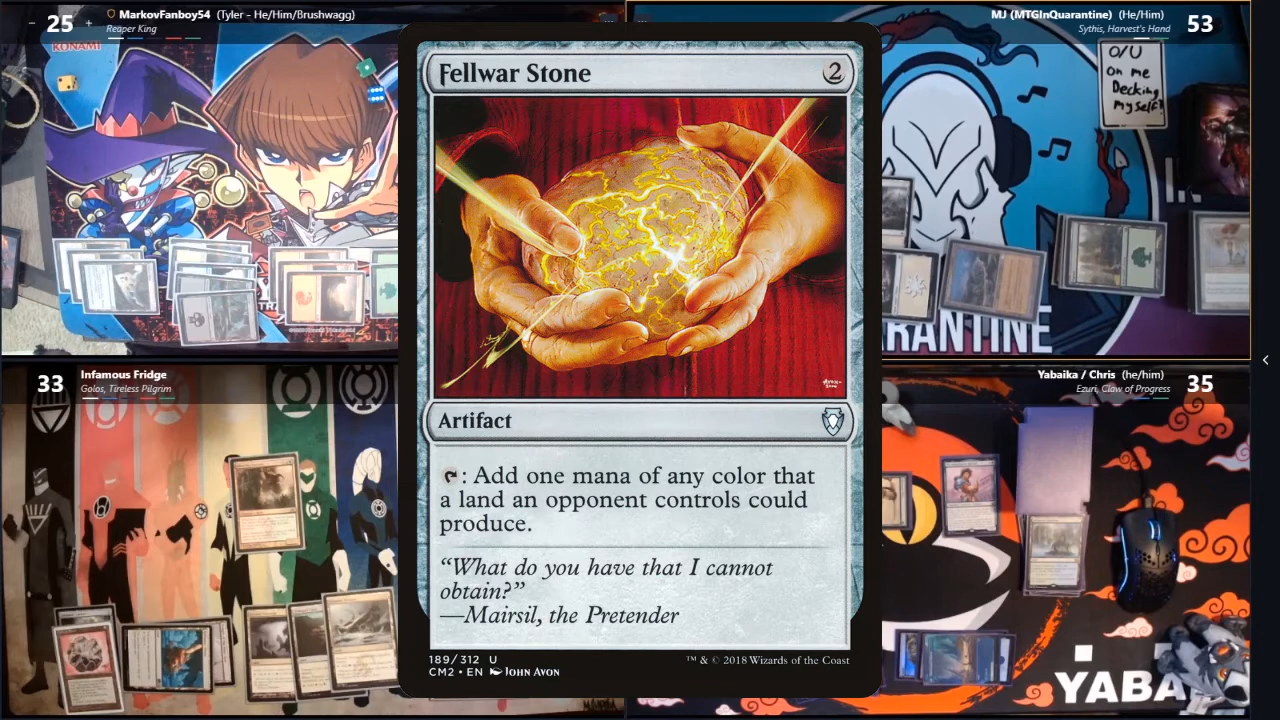 25
MarkovFanboy54 (Tyler - He/Him/Brushwagg)
Reaper King
KONAMI
MJ (MTGInQuarantine) (He/Him)
Sythis, Harvest's Hand
53
O/U
on me
Decking
myself?
RANTINE
Fellwar Stone
2
Artifact
: Add one mana of any color that
a land an opponent controls could
produce.
“What do you have that I cannot
obtain?”
—Mairsil, the Pretender
189/312 U
CM2 • EN JOHN AVON
™ & © 2018 Wizards of the Coast
33
Infamous Fridge
Golos, Tireless Pilgrim
Yabaika / Chris (he/him)
Ezuri, Claw of Progress
35
YABA